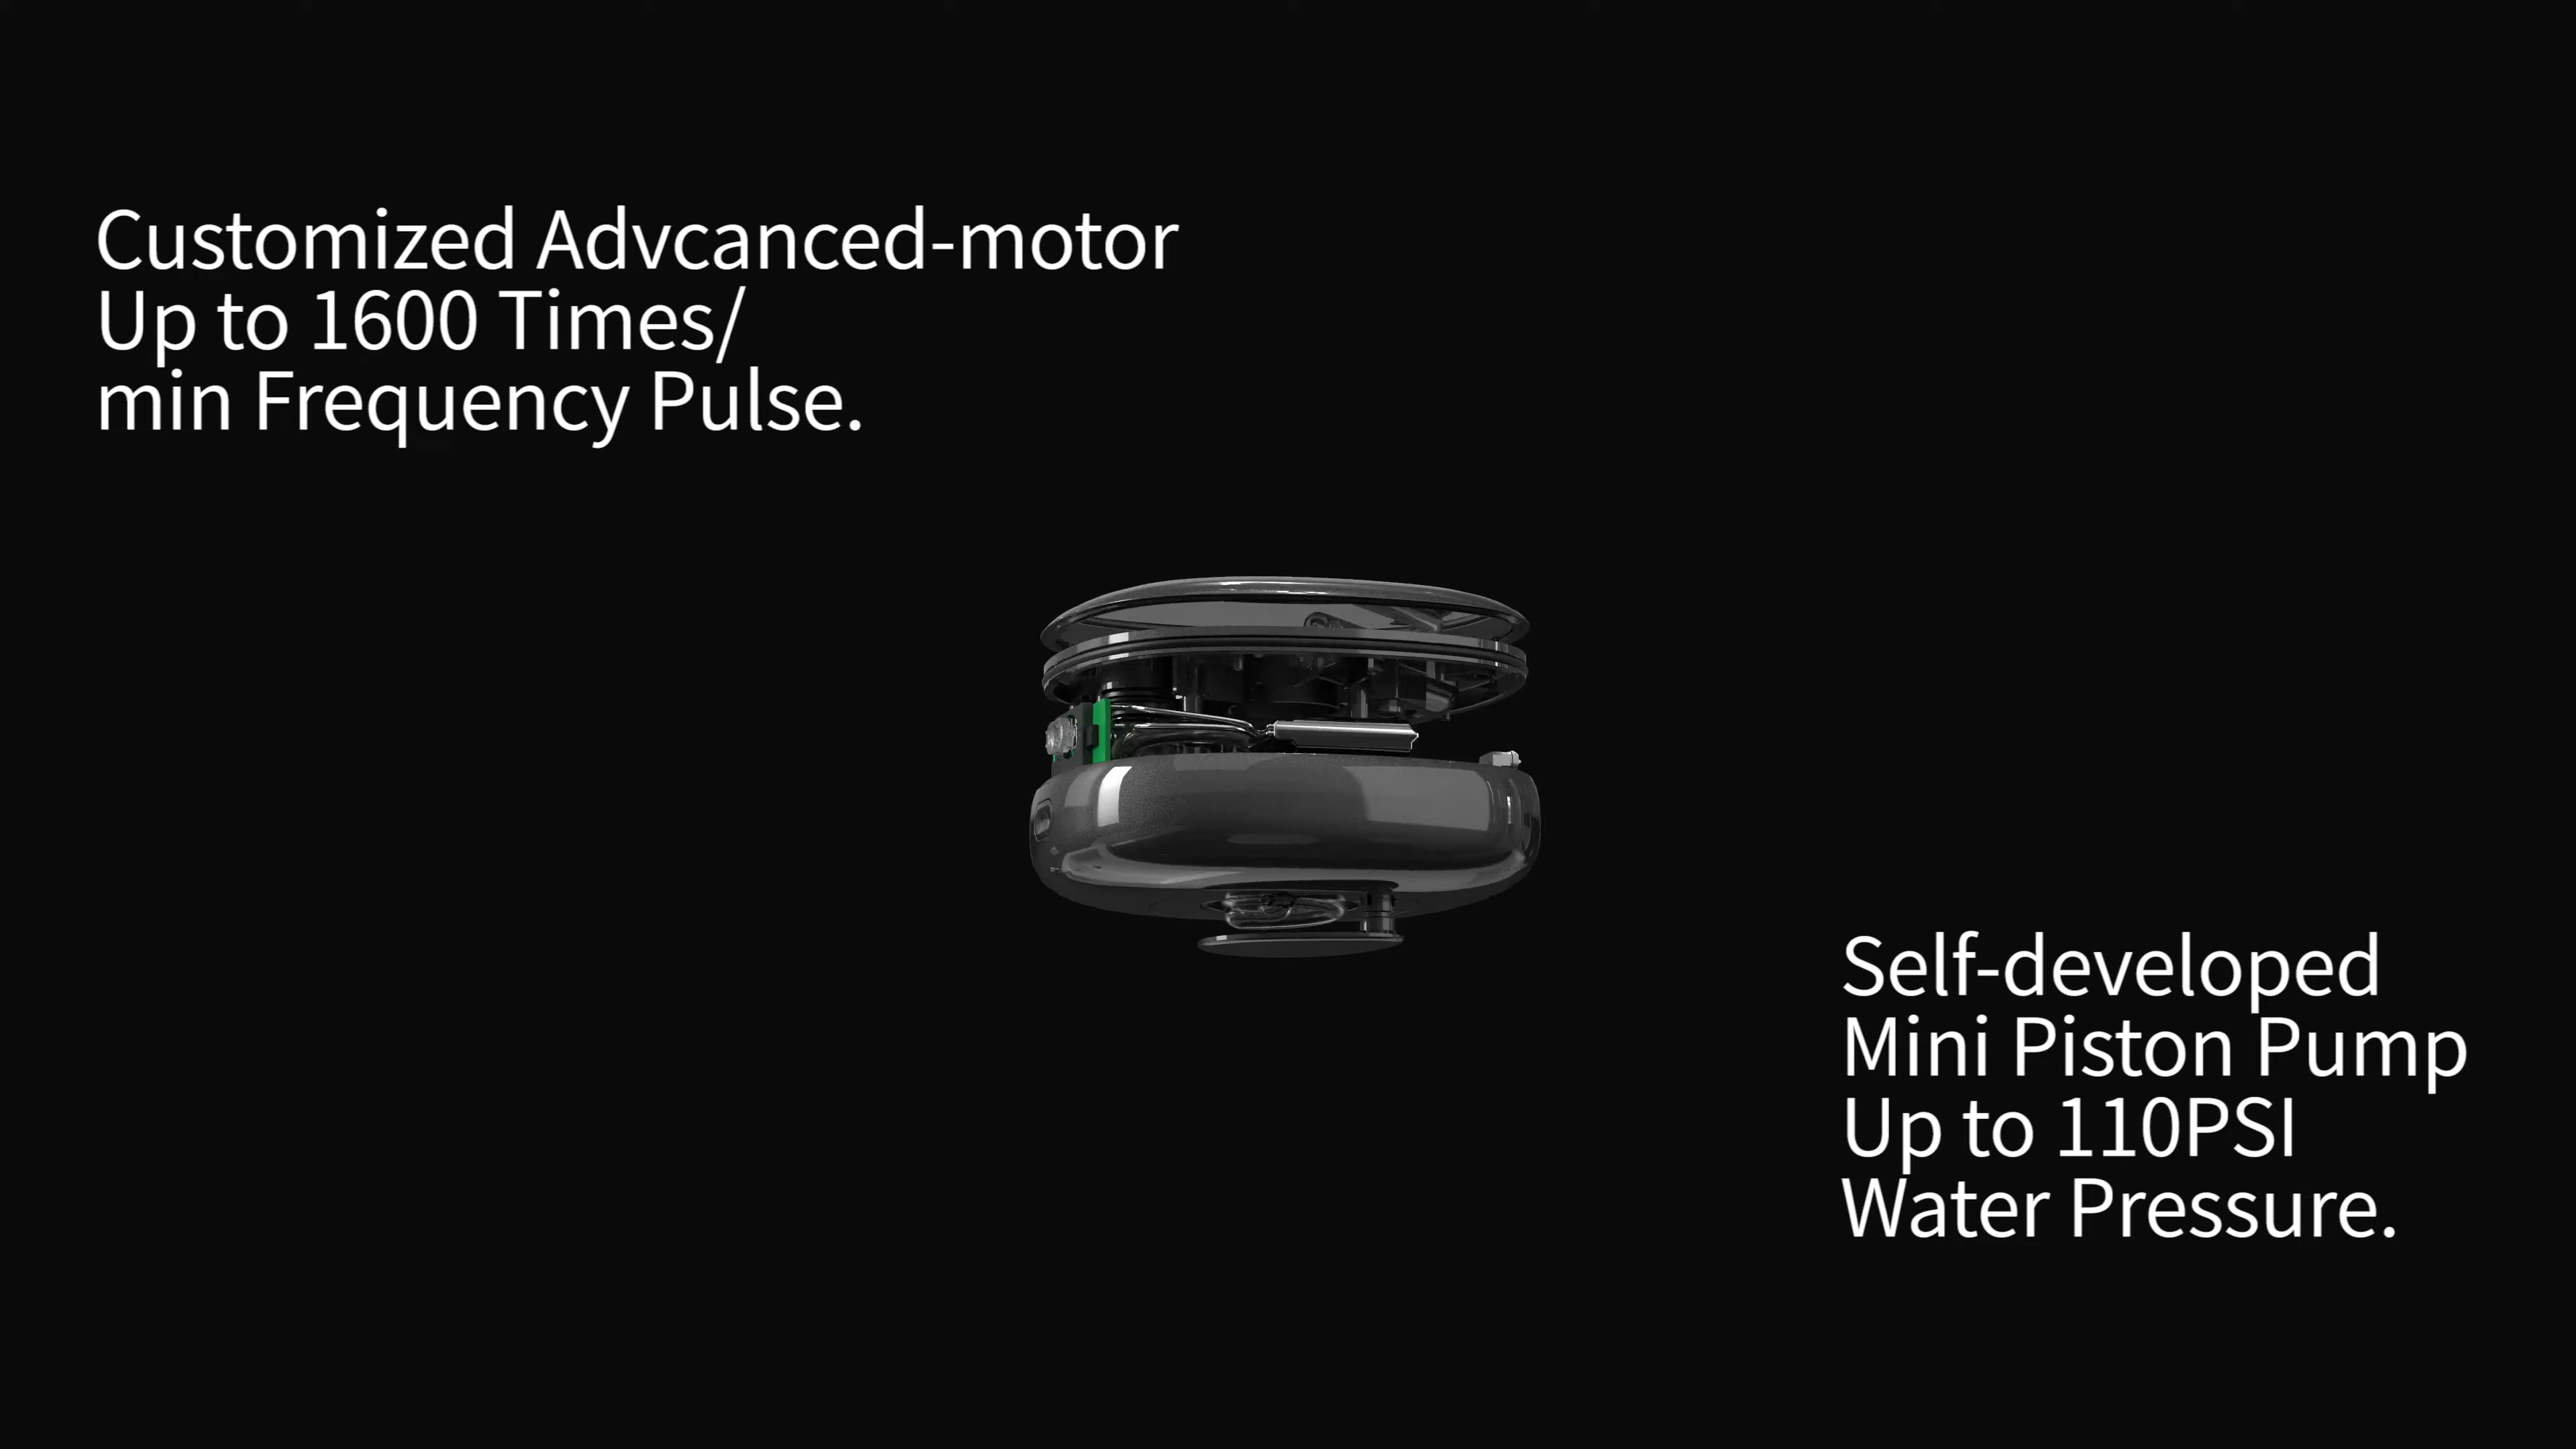 Customized Advcanced-motor
Up to 1600 Times/
min Frequency Pulse.
Self-developed
Mini Piston Pump
Up to 110PSI
Water Pressure.